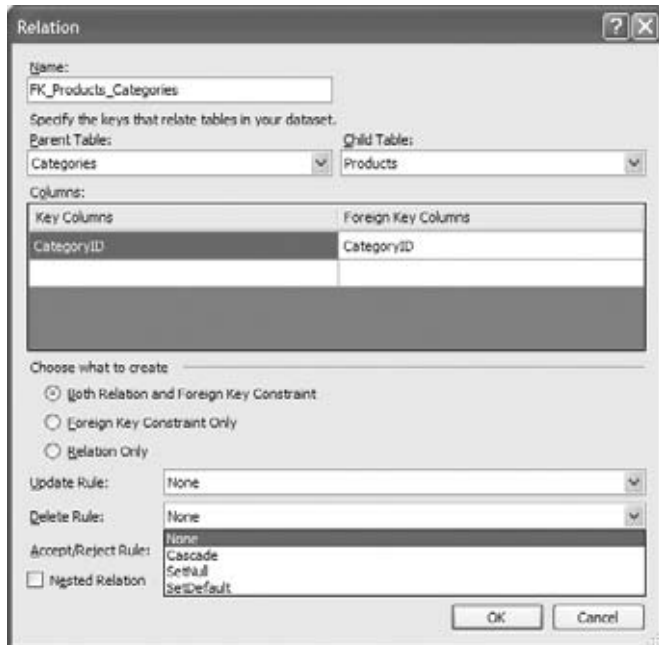 Relation
Name:
FK_Products_Categories
Specify the keys that relate tables in your dataset.
Parent Table: Child Table:
Categories Products
Columns:
Key Columns Foreign Key Columns
CategoryID CategoryID
Choose what to create
Both Relation and Foreign Key Constraint
Foreign Key Constraint Only
Relation Only
Update Rule: None
Delete Rule: None
None
Accept/Reject Rule: Cascade
SetNull
Nested Relation SetDefault
OK Cancel